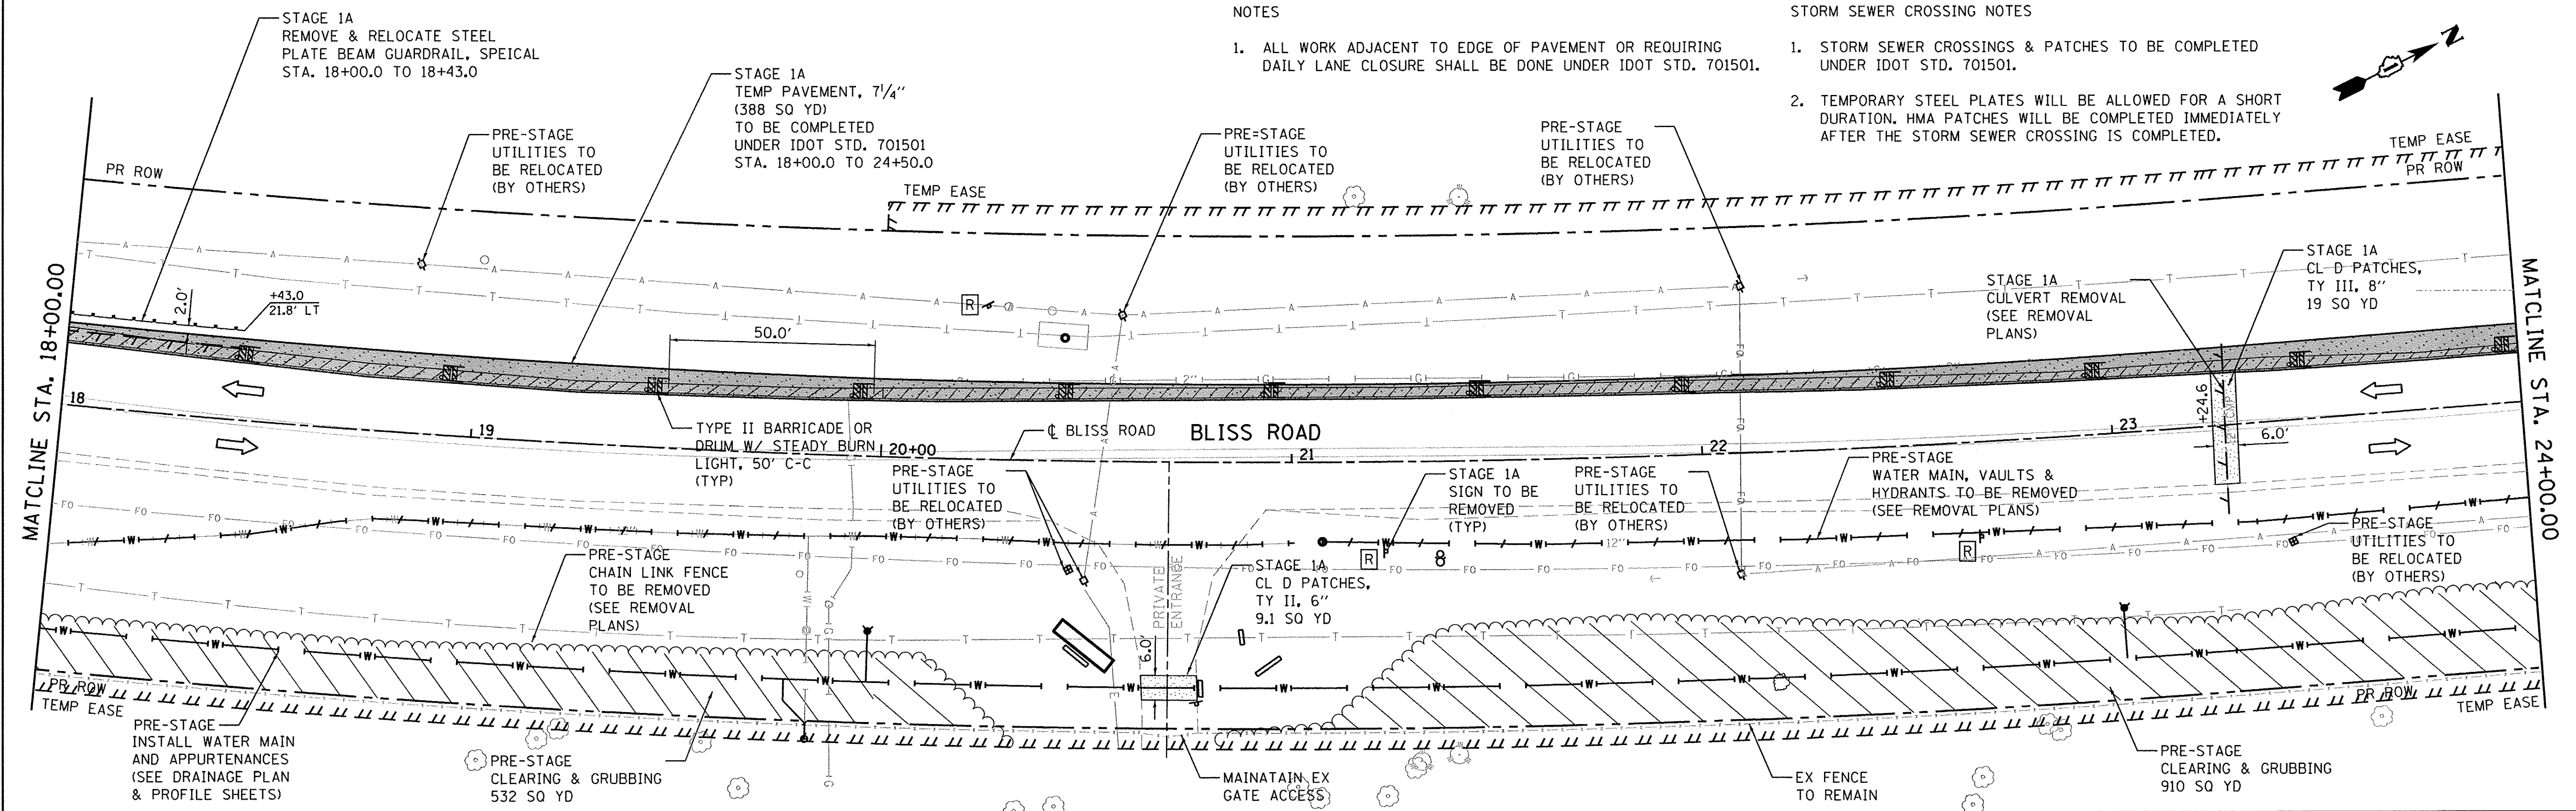 STAGE 1A
REMOVE & RELOCATE STEEL
PLATE BEAM GUARDRAIL, SPEICAL
STA. 18+00.0 TO 18+43.0
STAGE 1A
TEMP PAVEMENT, 7 1/4''
(388 SQ YD)
TO BE COMPLETED
UNDER IDOT STD. 701501
STA. 18+00.0 TO 24+50.0
NOTES
1. ALL WORK ADJACENT TO EDGE OF PAVEMENT OR REQUIRING
DAILY LANE CLOSURE SHALL BE DONE UNDER IDOT STD. 701501.
STORM SEWER CROSSING NOTES
1. STORM SEWER CROSSINGS & PATCHES TO BE COMPLETED
UNDER IDOT STD. 701501.
2. TEMPORARY STEEL PLATES WILL BE ALLOWED FOR A SHORT
DURATION. HMA PATCHES WILL BE COMPLETED IMMEDIATELY
AFTER THE STORM SEWER CROSSING IS COMPLETED.
N
PRE-STAGE
UTILITIES TO
BE RELOCATED
(BY OTHERS)
PRE=STAGE
UTILITIES TO
BE RELOCATED
(BY OTHERS)
PRE-STAGE
UTILITIES TO
BE RELOCATED
(BY OTHERS)
PR ROW
TEMP EASE
TEMP EASE
PR ROW
MATCLINE STA. 18+00.00
MATCLINE STA. 24+00.00
2.0'
+43.0
21.8' LT
50.0'
R
STAGE 1A
CULVERT REMOVAL
(SEE REMOVAL
PLANS)
STAGE 1A
CL D PATCHES,
TY III, 8''
19 SQ YD
+24.6
6.0'
18
19
20+00
21
22
23
℄ BLISS ROAD
BLISS ROAD
TYPE II BARRICADE OR
DRUM W/ STEADY BURN
LIGHT, 50' C-C
(TYP)
PRE-STAGE
UTILITIES TO
BE RELOCATED
(BY OTHERS)
STAGE 1A
SIGN TO BE
REMOVED
(TYP)
PRE-STAGE
UTILITIES TO
BE RELOCATED
(BY OTHERS)
PRE-STAGE
WATER MAIN, VAULTS &
HYDRANTS TO BE REMOVED
(SEE REMOVAL PLANS)
PRE-STAGE
UTILITIES TO
BE RELOCATED
(BY OTHERS)
R
R
12''
PRE-STAGE
CHAIN LINK FENCE
TO BE REMOVED
(SEE REMOVAL
PLANS)
PRIVATE
ENTRANCE
STAGE 1A
CL D PATCHES,
TY II, 6''
9.1 SQ YD
6.0'
PR ROW
TEMP EASE
PR ROW
TEMP EASE
PRE-STAGE
INSTALL WATER MAIN
AND APPURTENANCES
(SEE DRAINAGE PLAN
& PROFILE SHEETS)
PRE-STAGE
CLEARING & GRUBBING
532 SQ YD
MAINATAIN EX
GATE ACCESS
EX FENCE
TO REMAIN
PRE-STAGE
CLEARING & GRUBBING
910 SQ YD